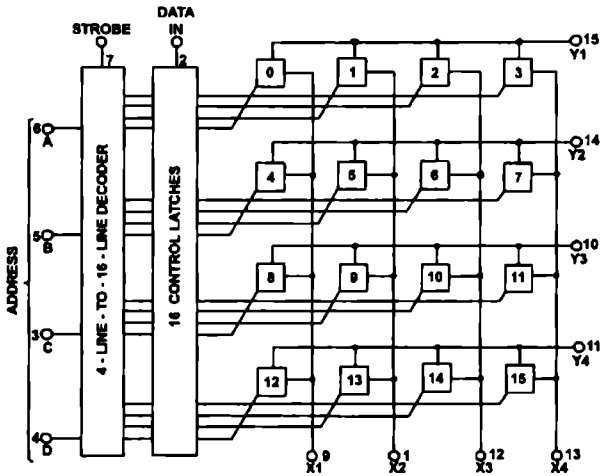 STROBE
DATA
IN
7
2
15
Y1
0
1
2
3
6
A
14
Y2
4
5
6
7
ADDRESS
4 - LINE - TO - 16 - LINE DECODER
16 CONTROL LATCHES
5
B
10
Y3
8
9
10
11
3
C
11
Y4
12
13
14
15
4
D
9
X1
1
X2
12
X3
13
X4